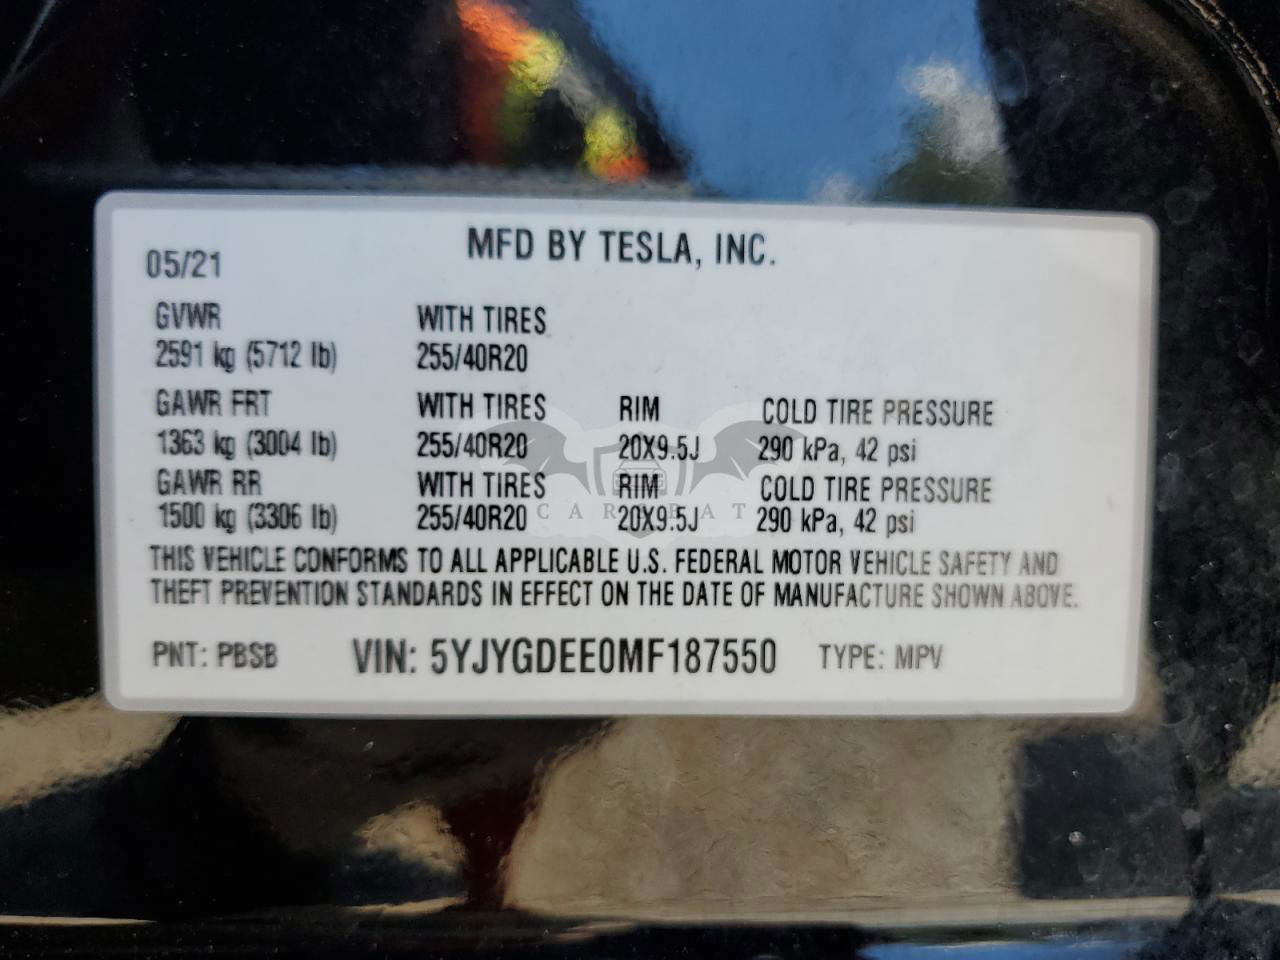 MFD BY TESLA, INC.
05/21
GVWR WITH TIRES
2591 kg (5712 lb) 255/40R20
GAWR FRT WITH TIRES RIM COLD TIRE PRESSURE
1363 kg (3004 lb) 255/40R20 20X9.5J 290 kPa, 42 psi
GAWR RR WITH TIRES RIM COLD TIRE PRESSURE
1500 kg (3306 lb) 255/40R20 20X9.5J 290 kPa, 42 psi
THIS VEHICLE CONFORMS TO ALL APPLICABLE U.S. FEDERAL MOTOR VEHICLE SAFETY AND
THEFT PREVENTION STANDARDS IN EFFECT ON THE DATE OF MANUFACTURE SHOWN ABOVE.
PNT: PBSB VIN: 5YJYGDEE0MF187550 TYPE: MPV